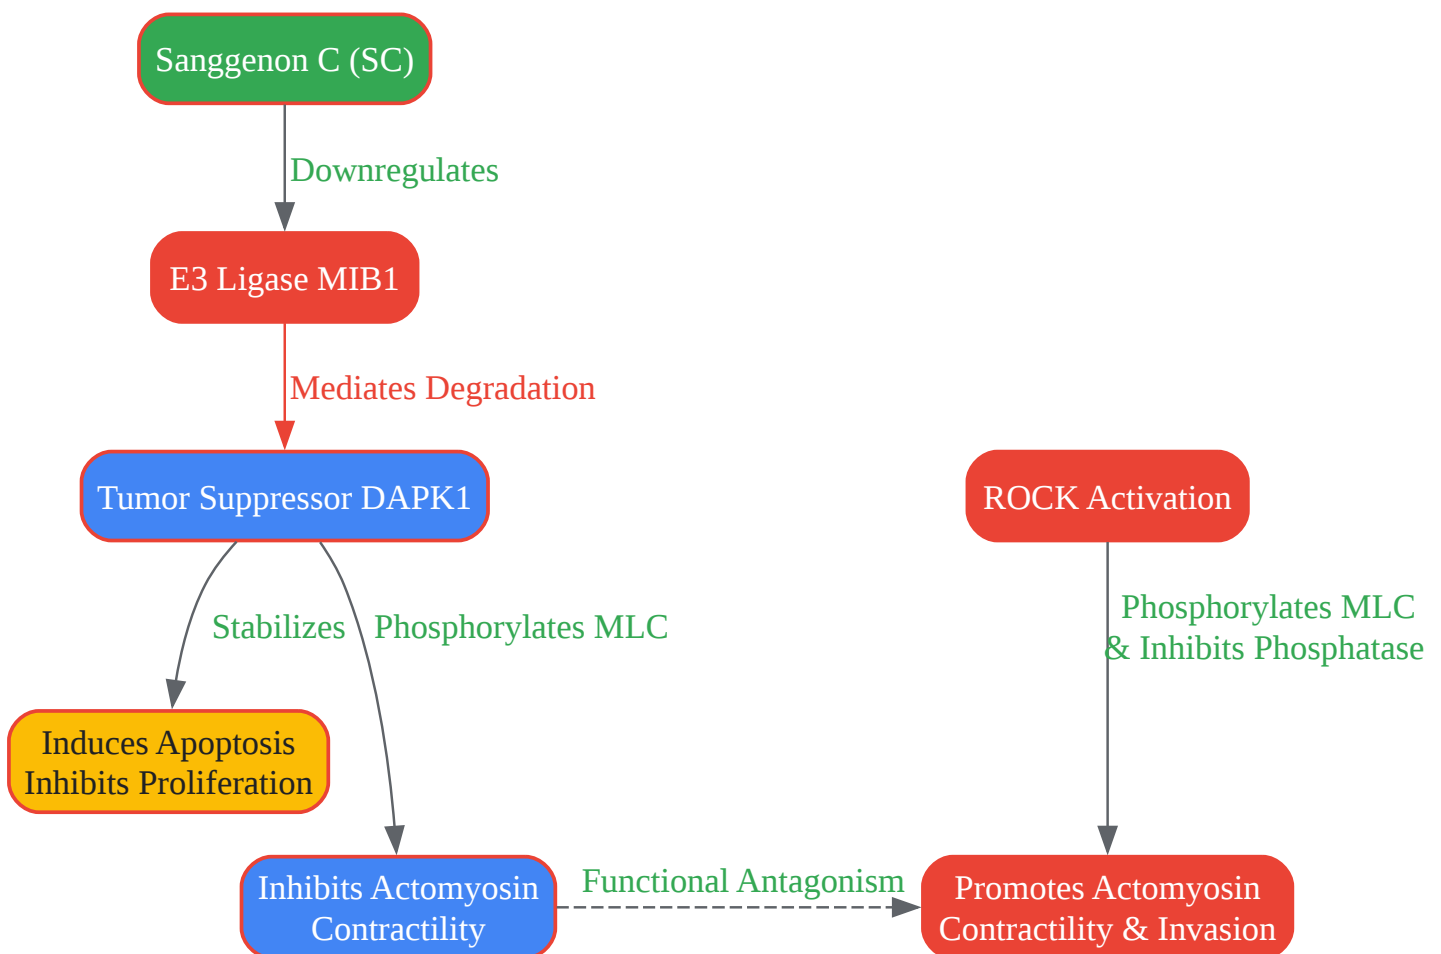 Sanggenon C (SC)
Downregulates
E3 Ligase MIB1
Mediates Degradation
Tumor Suppressor DAPK1
ROCK Activation
Stabilizes
Phosphorylates MLC
Phosphorylates MLC
& Inhibits Phosphatase
Induces Apoptosis
Inhibits Proliferation
Inhibits Actomyosin
Contractility
Functional Antagonism
Promotes Actomyosin
Contractility & Invasion